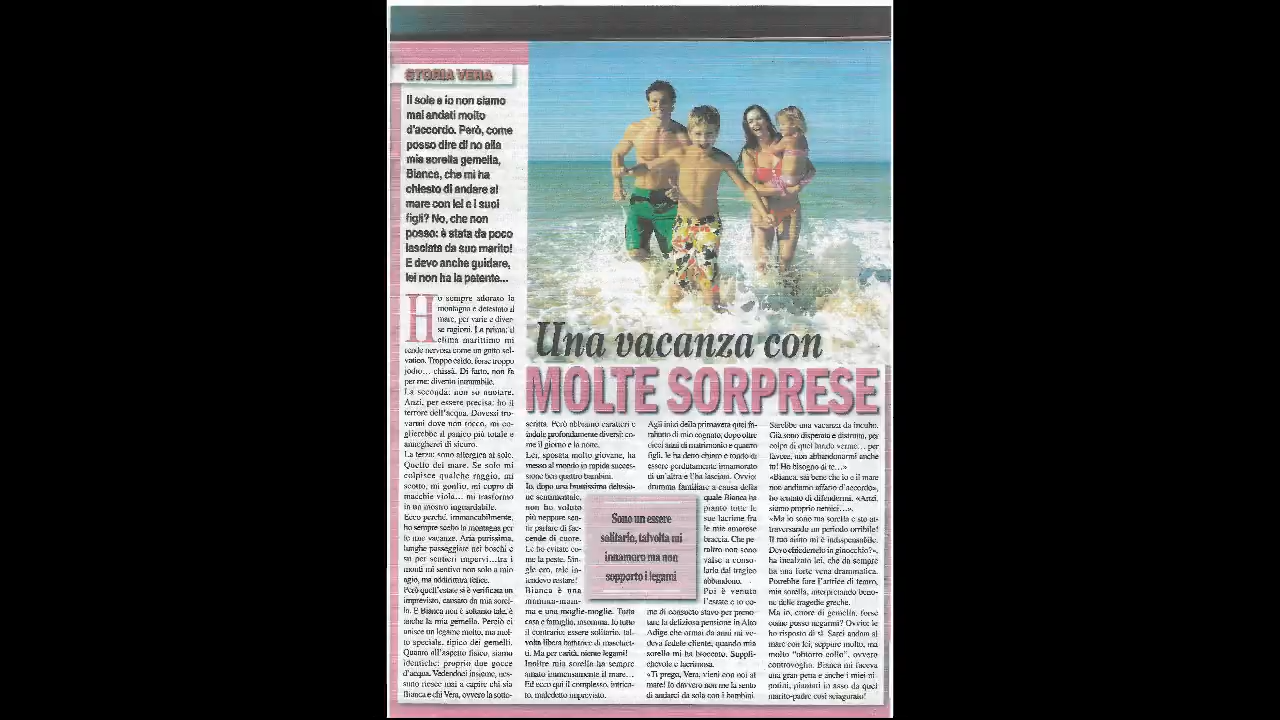 STORIA VERA
Il sole e io non siamo
mai andati molto
d'accordo. Però, come
posso dire di no alla
mia sorella gemella,
Bianca, che mi ha
chiesto di andare al
mare con lei e i suoi
figli? No, che non
posso: è stata da poco
lasciata da suo marito!
E devo anche guidare,
lei non ha la patente...
Una vacanza con
MOLTE SORPRESE
Ho sempre adorato la
montagna e detestato il
mare, per varie e diver-
se ragioni. La prima: il
clima marittimo mi
rende nervosa come un gatto sel-
vatico. Troppo caldo, forse troppo
jodio... chissà. Di fatto, non fa
per me: divento intrattabile.
La seconda: non so nuotare.
Anzi, per essere precisa: ho il
terrore dell'acqua. Dovessi tro-
varmi dove non tocco, mi co-
glierebbe il panico più totale e
annegherei di sicuro.
La terza: sono allergica al sole.
Quello del mare. Se solo mi
colpisce qualche raggio, mi
scotto, mi gonfio, mi copro di
macchie viola... mi trasformo
in un mostro inguardabile.
Ecco perché, immancabilmente,
ho sempre scelto la montagna per
le mie vacanze. Aria purissima,
lunghe passeggiate nei boschi e
su per sentieri impervi...tra i
monti mi sentivo non solo a mio
agio, ma addirittura felice.
Però quell'estate si è verificato un
imprevisto, causato da mia sorel-
la. E Bianca non è soltanto tale, è
anche la mia gemella. Perciò ci
unisce un legame molto, ma mol-
to speciale, tipico dei gemelli.
Quanto all'aspetto fisico, siamo
identiche: proprio due gocce
d'acqua. Vedendoci insieme, nes-
suno riesce mai a capire chi sia
Bianca e chi Vera, ovvero la sotto-
scritta. Però abbiamo caratteri e
indole profondamente diversi: co-
me il giorno e la notte.
Lei, sposata molto giovane, ha
messo al mondo in rapida succes-
sione ben quattro bambini.
Io, dopo una bruttissima delusio-
ne sentimentale,
non ho voluto
più neppure sen-
tir parlare di fac-
cende di cuore.
Le ho evitate co-
me la peste. Sin-
gle ero, tale in-
tendevo restare!
Bianca è una
mamma-mam-
ma e una moglie-moglie. Tutta
casa e famiglia, insomma. Io tutto
il contrario: essere solitario, tal-
volta libera battitrice di maschiet-
ti. Ma per carità, niente legami!
Inoltre mia sorella ha sempre
amato immensamente il mare...
Ed ecco qui il complesso, intrica-
to, maledetto imprevisto.
Sono un essere
solitario, talvolta mi
innamoro ma non
sopporto i legami
Agli inizi della primavera quel fa-
rabutto di mio cognato, dopo oltre
dieci anni di matrimonio e quattro
figli, le ha detto chiaro e tondo di
essere perdutamente innamorato
di un'altra e l'ha lasciata. Ovvio:
dramma familiare a causa della
quale Bianca ha
pianto tutte le
sue lacrime fra
le mie amorose
braccia. Che pe-
raltro non sono
valse a conso-
larla dal tragico
abbandono.
Poi è venuta
l'estate e io co-
me di consueto stavo per preno-
tare la deliziosa pensione in Alto
Adige che ormai da anni mi ve-
deva fedele cliente, quando mia
sorella mi ha bloccato. Suppli-
chevole e lacrimosa.
«Ti prego, Vera, vieni con noi al
mare! Io davvero non me la sento
di andarci da sola con i bambini.
Sarebbe una vacanza da incubo.
Già sono disperata e distrutta, per
colpa di quel lurido verme... per
favore, non abbandonarmi anche
tu! Ho bisogno di te...»
«Bianca, sai bene che io e il mare
non andiamo affatto d'accordo»,
ho tentato di difendermi. «Anzi,
siamo proprio nemici...».
«Ma io sono tua sorella e sto at-
traversando un periodo orribile!
Il tuo aiuto mi è indispensabile.
Devo chiedertelo in ginocchio?»,
ha incalzato lei, che da sempre
ha una forte vena drammatica.
Potrebbe fare l'attrice di teatro,
mia sorella, interpretando beno-
ne delle tragedie greche.
Ma io, cuore di gemella, forse
come posso negarmi? Ovvio: le
ho risposto di sì. Sarei andata al
mare con lei, seppure molto, ma
molto "obtorto collo", ovvero
controvoglia. Bianca mi faceva
una gran pena e anche i miei ni-
potini, piantati in asso da quel
marito-padre così sciagurato!